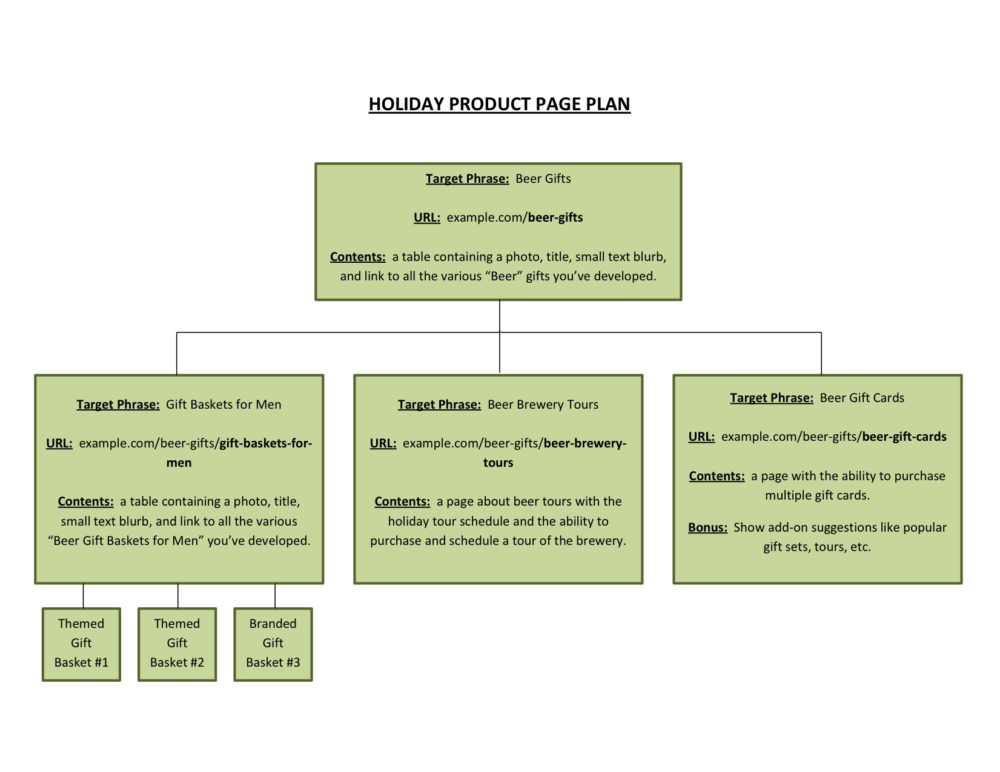 HOLIDAY PRODUCT PAGE PLAN
Target Phrase: Beer Gifts
URL: example.com/beer-gifts
Contents: a table containing a photo, title, small text blurb,
and link to all the various “Beer” gifts you’ve developed.
Target Phrase: Gift Baskets for Men
URL: example.com/beer-gifts/gift-baskets-for-
men
Contents: a table containing a photo, title,
small text blurb, and link to all the various
“Beer Gift Baskets for Men” you’ve developed.
Target Phrase: Beer Brewery Tours
URL: example.com/beer-gifts/beer-brewery-
tours
Contents: a page about beer tours with the
holiday tour schedule and the ability to
purchase and schedule a tour of the brewery.
Target Phrase: Beer Gift Cards
URL: example.com/beer-gifts/beer-gift-cards
Contents: a page with the ability to purchase
multiple gift cards.
Bonus: Show add-on suggestions like popular
gift sets, tours, etc.
Themed
Gift
Basket #1
Themed
Gift
Basket #2
Branded
Gift
Basket #3